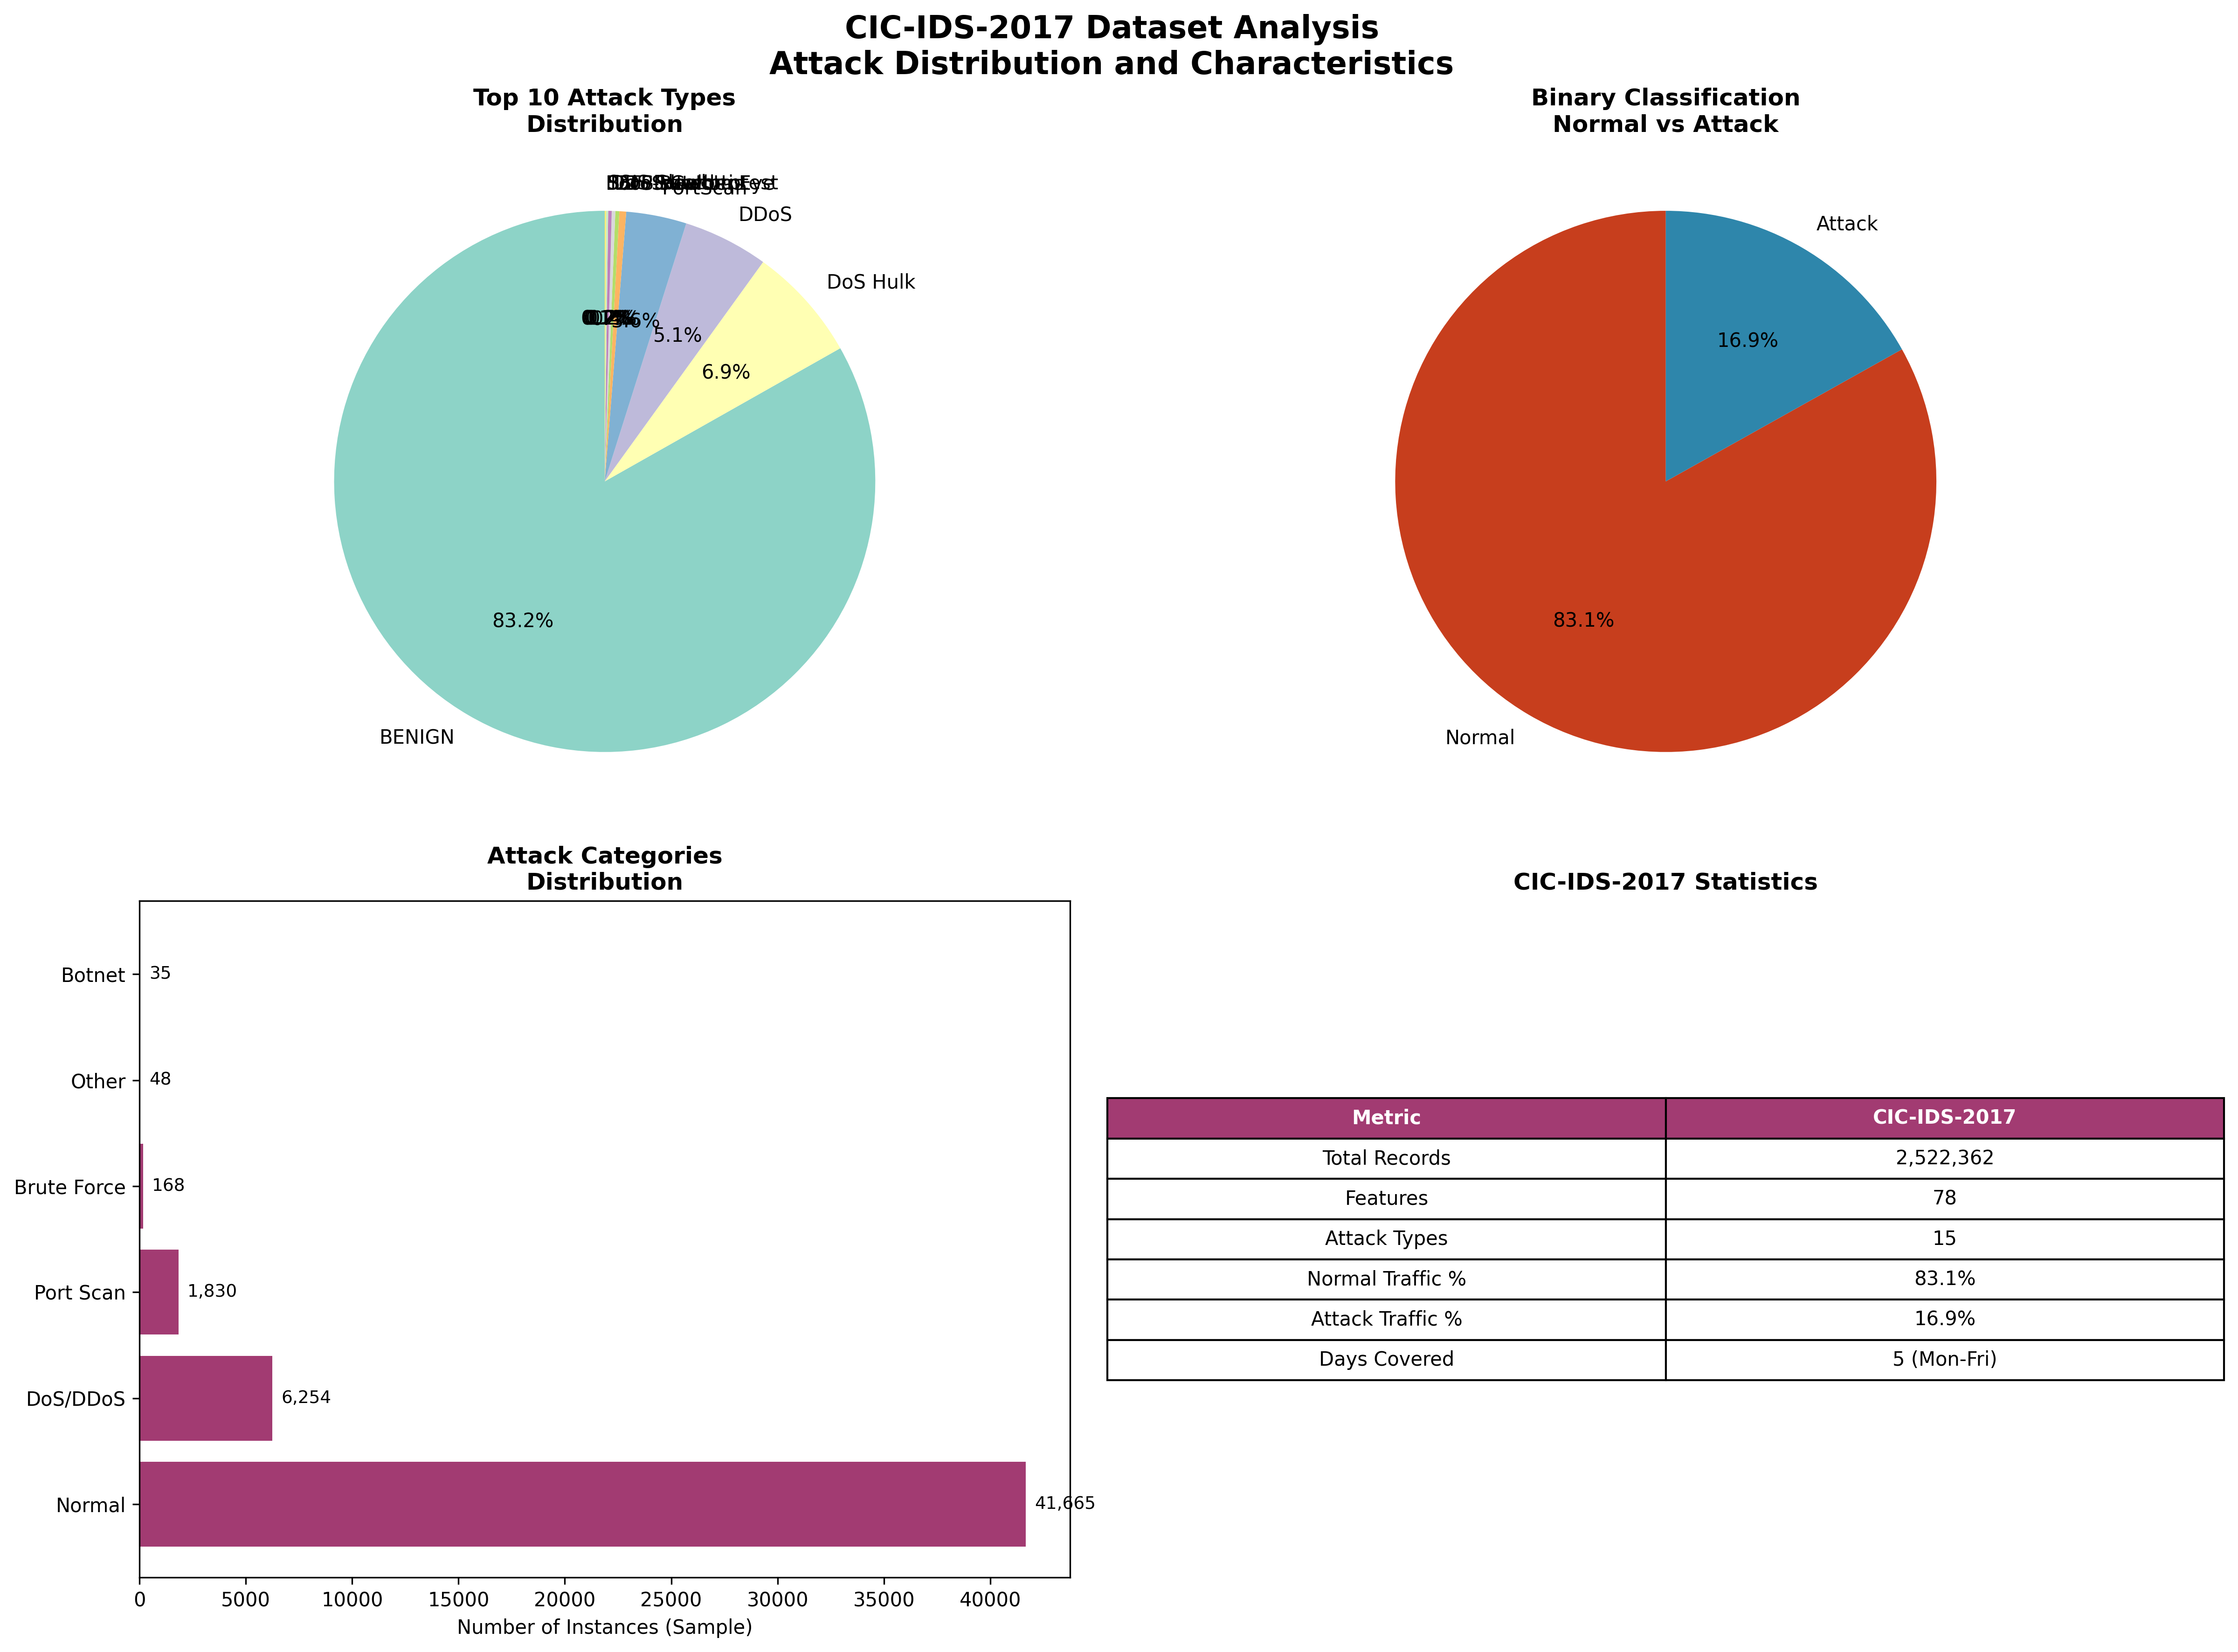 CIC-IDS-2017 Dataset Analysis
Attack Distribution and Characteristics
Top 10 Attack Types
Distribution
PortScan
DDoS
DoS Hulk
3.6%
5.1%
6.9%
83.2%
BENIGN
Binary Classification
Normal vs Attack
Attack
16.9%
83.1%
Normal
Attack Categories
Distribution
Botnet 35
Other 48
Brute Force 168
Port Scan 1,830
DoS/DDoS 6,254
Normal 41,665
0 5000 10000 15000 20000 25000 30000 35000 40000
Number of Instances (Sample)
CIC-IDS-2017 Statistics
Metric CIC-IDS-2017
Total Records 2,522,362
Features 78
Attack Types 15
Normal Traffic % 83.1%
Attack Traffic % 16.9%
Days Covered 5 (Mon-Fri)